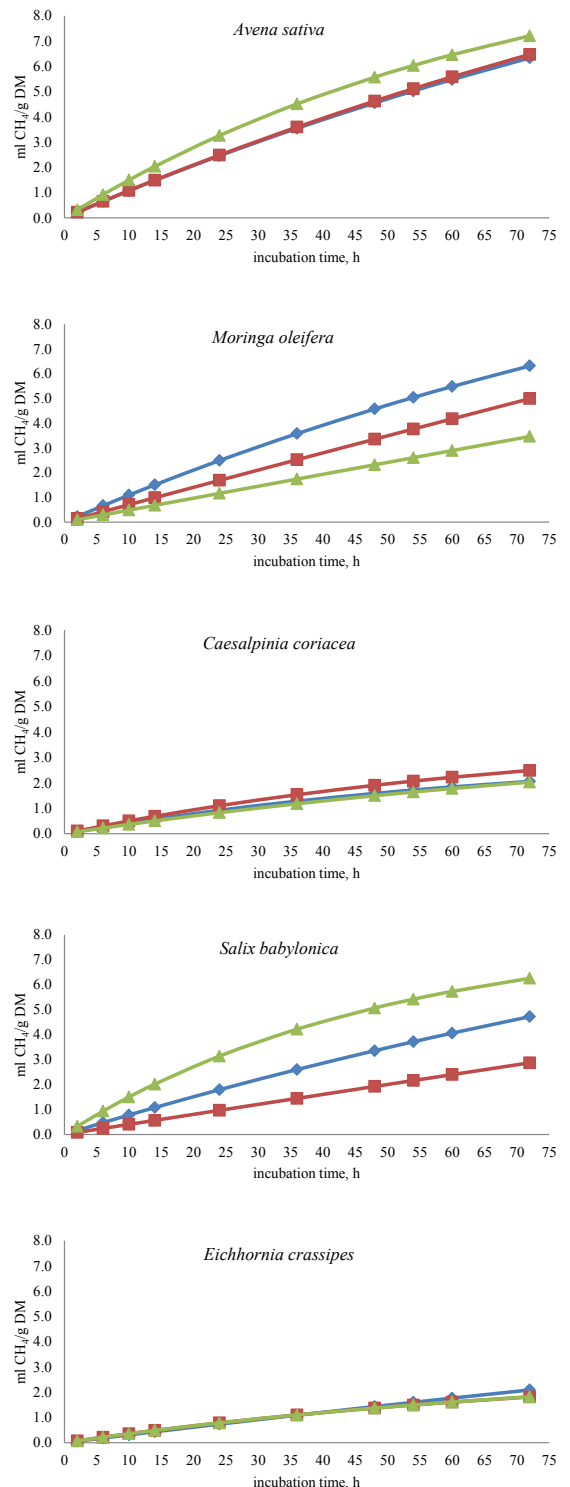 Avena sativa
ml CH₄/g DM
8.0
7.0
6.0
5.0
4.0
3.0
2.0
1.0
0.0
0 5 10 15 20 25 30 35 40 45 50 55 60 65 70 75
incubation time, h
Moringa oleifera
ml CH₄/g DM
8.0
7.0
6.0
5.0
4.0
3.0
2.0
1.0
0.0
0 5 10 15 20 25 30 35 40 45 50 55 60 65 70 75
incubation time, h
Caesalpinia coriacea
ml CH₄/g DM
8.0
7.0
6.0
5.0
4.0
3.0
2.0
1.0
0.0
0 5 10 15 20 25 30 35 40 45 50 55 60 65 70 75
incubation time, h
Salix babylonica
ml CH₄/g DM
8.0
7.0
6.0
5.0
4.0
3.0
2.0
1.0
0.0
0 5 10 15 20 25 30 35 40 45 50 55 60 65 70 75
incubation time, h
Eichhornia crassipes
ml CH₄/g DM
8.0
7.0
6.0
5.0
4.0
3.0
2.0
1.0
0.0
0 5 10 15 20 25 30 35 40 45 50 55 60 65 70 75
incubation time, h